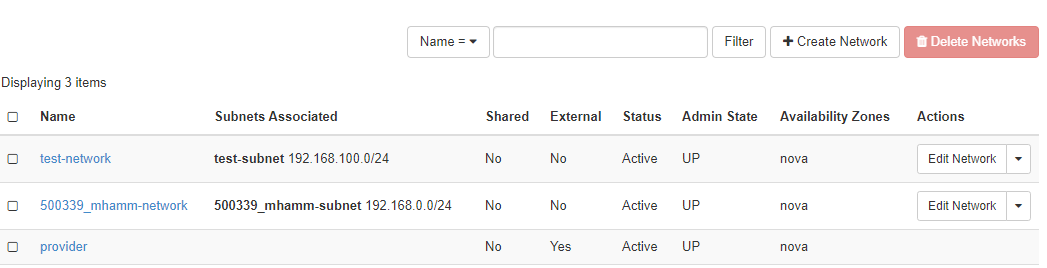 Name =
Filter
Create Network
Delete Networks
Displaying 3 items
Name Subnets Associated Shared External Status Admin State Availability Zones Actions
test-network test-subnet 192.168.100.0/24 No No Active UP nova Edit Network
500339_mhamm-network 500339_mhamm-subnet 192.168.0.0/24 No No Active UP nova Edit Network
provider No Yes Active UP nova